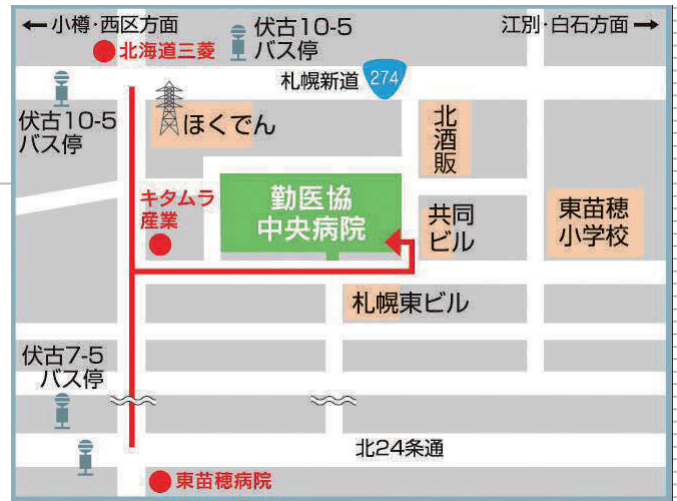 ←小樽・西区方面
伏古10-5
バス停
江別・白石方面→
北海道三菱
札幌新道
274
伏古10-5
バス停
ほくでん
北酒販
キタムラ
産業
勤医協
中央病院
共同
ビル
東苗穂
小学校
札幌東ビル
伏古7-5
バス停
北24条通
東苗穂病院